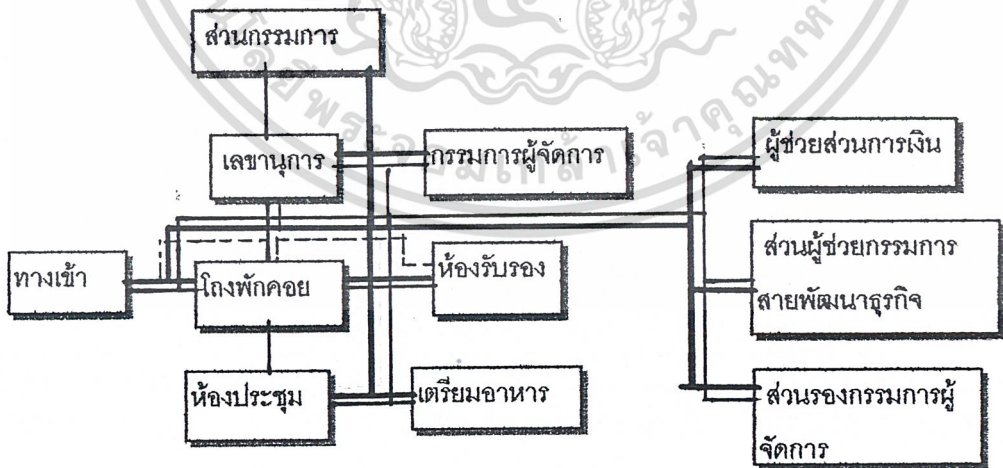 ส่วนกรรมการ
เลขานุการ
กรรมการผู้จัดการ
ผู้ช่วยส่วนการเงิน
ทางเข้า
โถงพักคอย
ห้องรับรอง
ส่วนผู้ช่วยกรรมการ
สายพัฒนาธุรกิจ
ห้องประชุม
เตรียมอาหาร
ส่วนรองกรรมการผู้
จัดการ